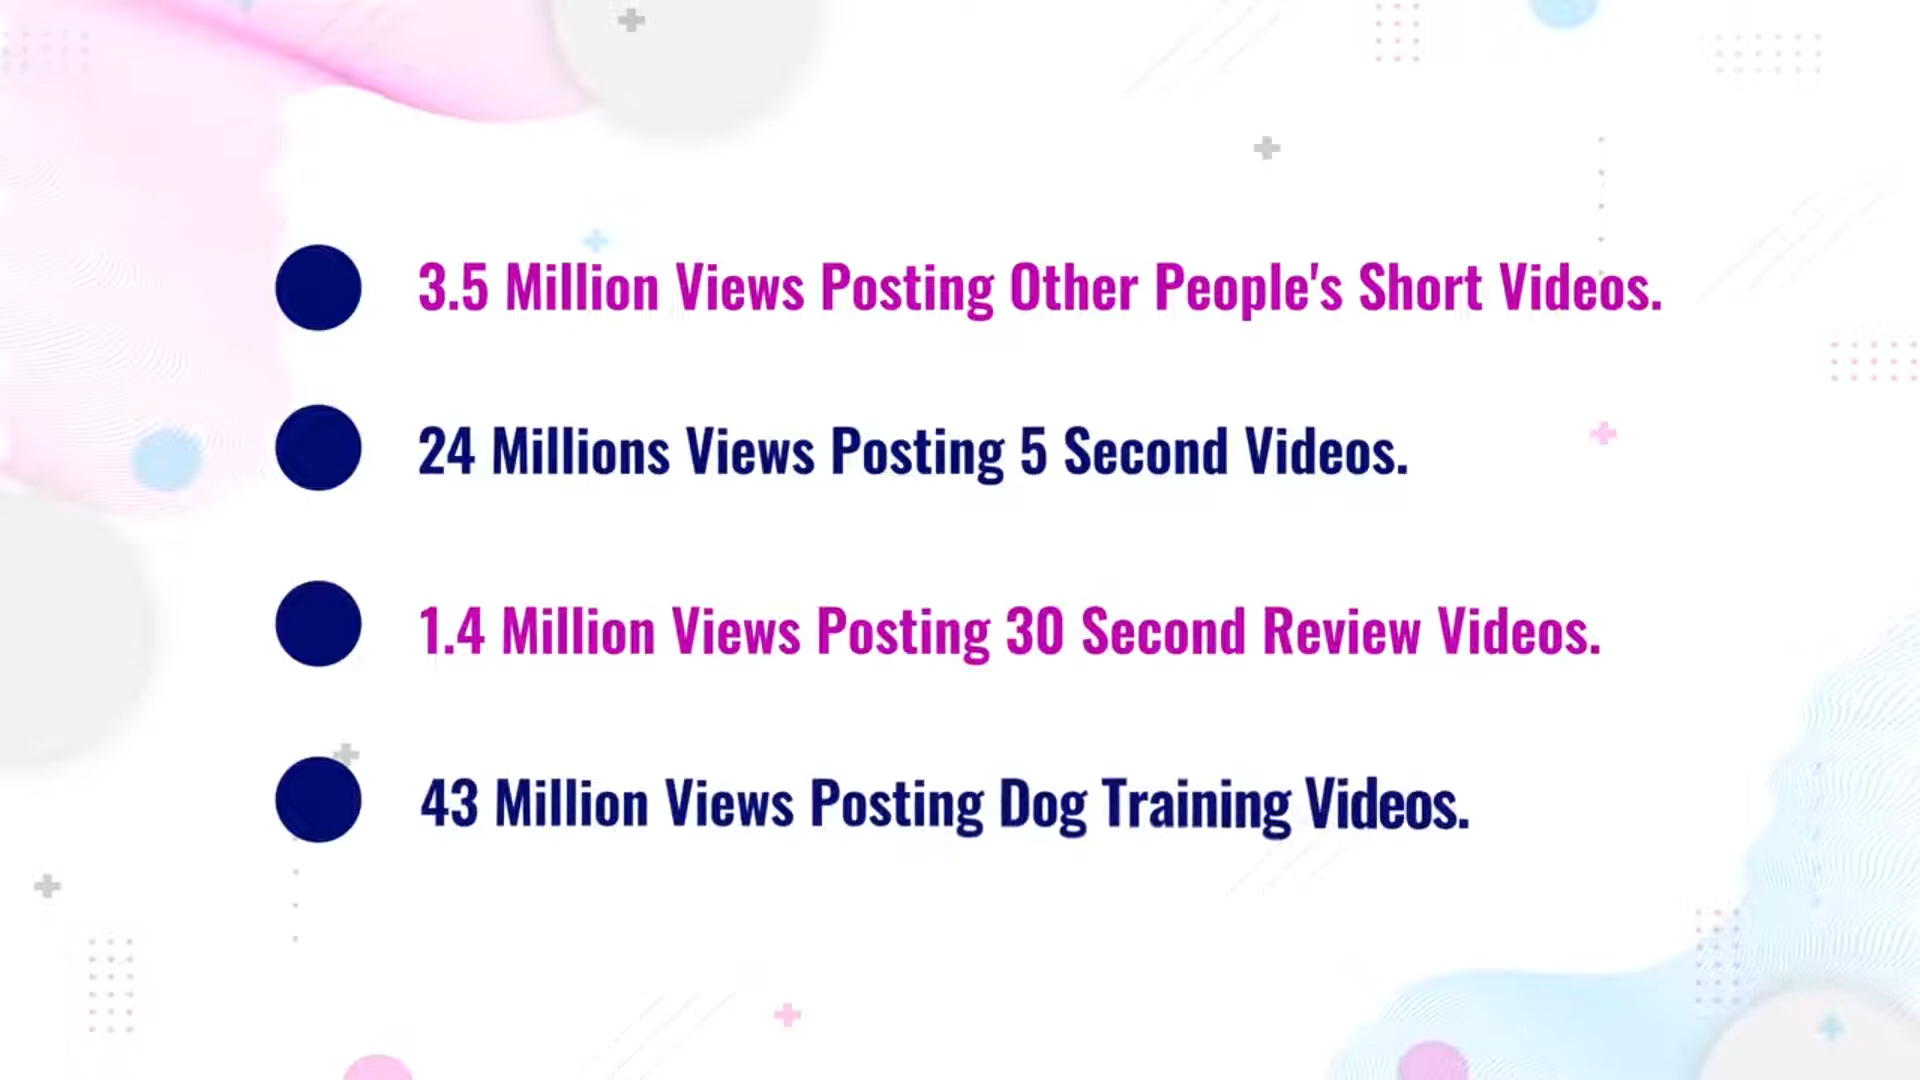 3.5 Million Views Posting Other People's Short Videos.
24 Millions Views Posting 5 Second Videos.
1.4 Million Views Posting 30 Second Review Videos.
43 Million Views Posting Dog Training Videos.